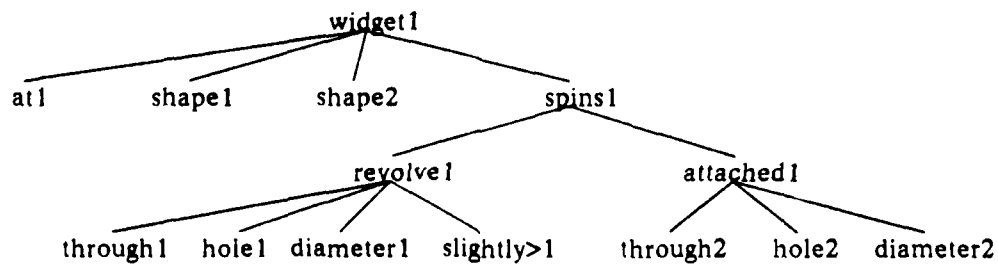 widget1
at1 shape1 shape2 spins1
revolve1 attached1
through1 hole1 diameter1 slightly>1 through2 hole2 diameter2